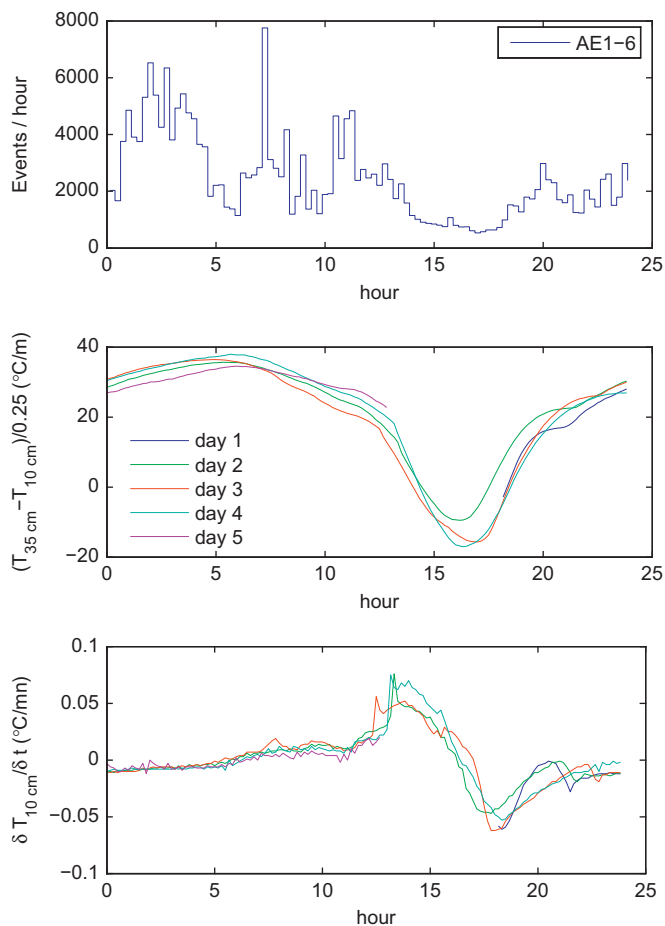 8000
6000
4000
2000
0
Events / hour
AE1−6
0 5 10 15 20 25
hour
40
20
0
−20
(T35 cm−T10 cm)/0.25 (°C/m)
day 1
day 2
day 3
day 4
day 5
0 5 10 15 20 25
hour
0.1
0.05
0
−0.05
−0.1
δ T10 cm/δ t (°C/mn)
0 5 10 15 20 25
hour